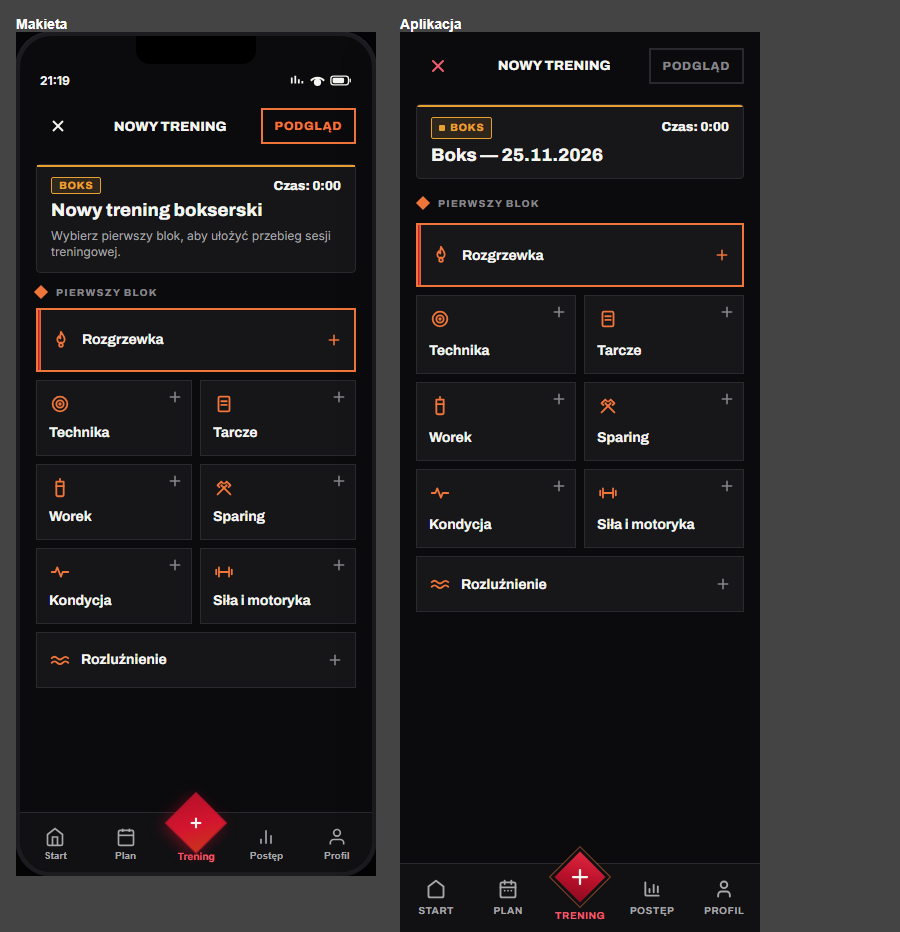 Makieta
21:19
NOWY TRENING
PODGLĄD
BOKS
Czas: 0:00
Nowy trening bokserski
Wybierz pierwszy blok, aby ułożyć przebieg sesji
treningowej.
PIERWSZY BLOK
Rozgrzewka
Technika
Tarcze
Worek
Sparing
Kondycja
Siła i motoryka
Rozluźnienie
Start
Plan
Trening
Postęp
Profil
Aplikacja
NOWY TRENING
PODGLĄD
BOKS
Czas: 0:00
Boks — 25.11.2026
PIERWSZY BLOK
Rozgrzewka
Technika
Tarcze
Worek
Sparing
Kondycja
Siła i motoryka
Rozluźnienie
START
PLAN
TRENING
POSTĘP
PROFIL